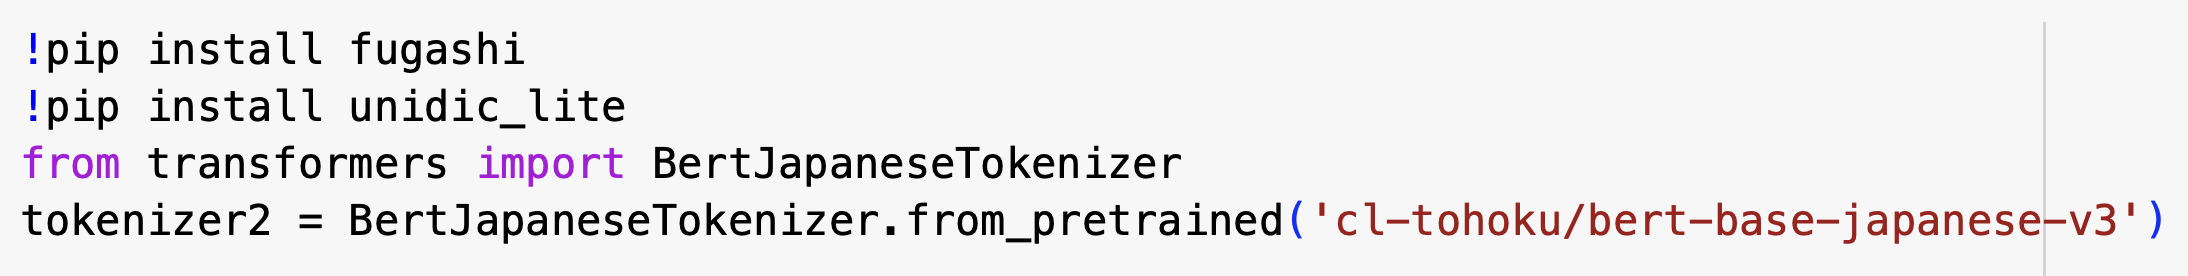 !pip install fugashi
!pip install unidic_lite
from transformers import BertJapaneseTokenizer
tokenizer2 = BertJapaneseTokenizer.from_pretrained('cl-tohoku/bert-base-japanese-v3')